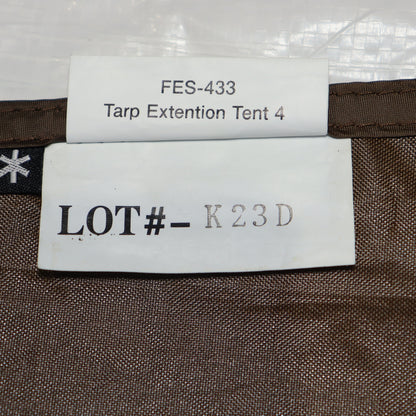 FES-433
Tarp Extention Tent 4
LOT#- K23D